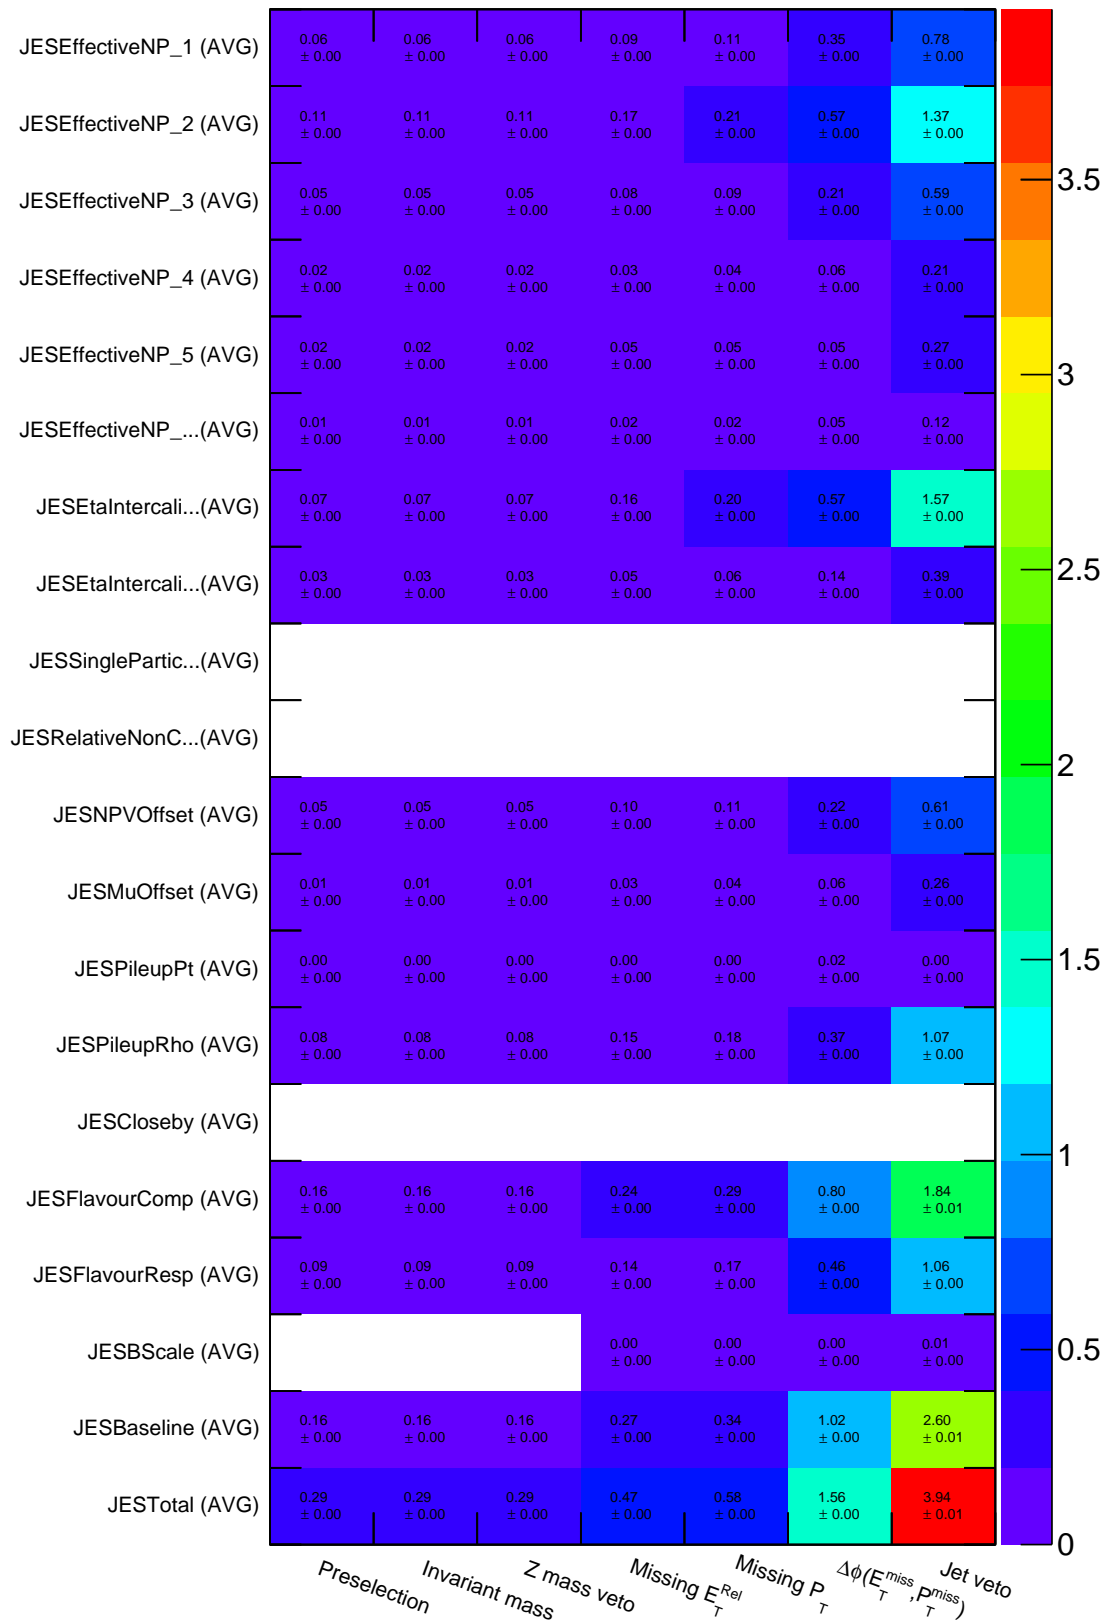 JESEffectiveNP_1 (AVG) 0.06 ± 0.00 0.06 ± 0.00 0.06 ± 0.00 0.09 ± 0.00 0.11 ± 0.00 0.35 ± 0.00 0.78 ± 0.00
JESEffectiveNP_2 (AVG) 0.11 ± 0.00 0.11 ± 0.00 0.11 ± 0.00 0.17 ± 0.00 0.21 ± 0.00 0.57 ± 0.00 1.37 ± 0.00
3.5
JESEffectiveNP_3 (AVG) 0.05 ± 0.00 0.05 ± 0.00 0.05 ± 0.00 0.08 ± 0.00 0.09 ± 0.00 0.21 ± 0.00 0.59 ± 0.00
JESEffectiveNP_4 (AVG) 0.02 ± 0.00 0.02 ± 0.00 0.02 ± 0.00 0.03 ± 0.00 0.04 ± 0.00 0.06 ± 0.00 0.21 ± 0.00
JESEffectiveNP_5 (AVG) 0.02 ± 0.00 0.02 ± 0.00 0.02 ± 0.00 0.05 ± 0.00 0.05 ± 0.00 0.05 ± 0.00 0.27 ± 0.00
3
JESEffectiveNP_...(AVG) 0.01 ± 0.00 0.01 ± 0.00 0.01 ± 0.00 0.02 ± 0.00 0.02 ± 0.00 0.05 ± 0.00 0.12 ± 0.00
JESEtaIntercali...(AVG) 0.07 ± 0.00 0.07 ± 0.00 0.07 ± 0.00 0.16 ± 0.00 0.20 ± 0.00 0.57 ± 0.00 1.57 ± 0.00
2.5
JESEtaIntercali...(AVG) 0.03 ± 0.00 0.03 ± 0.00 0.03 ± 0.00 0.05 ± 0.00 0.06 ± 0.00 0.14 ± 0.00 0.39 ± 0.00
JESSinglePartic...(AVG)
JESRelativeNonC...(AVG)
2
JESNPVOffset (AVG) 0.05 ± 0.00 0.05 ± 0.00 0.05 ± 0.00 0.10 ± 0.00 0.11 ± 0.00 0.22 ± 0.00 0.61 ± 0.00
JESMuOffset (AVG) 0.01 ± 0.00 0.01 ± 0.00 0.01 ± 0.00 0.03 ± 0.00 0.04 ± 0.00 0.06 ± 0.00 0.26 ± 0.00
1.5
JESPileupPt (AVG) 0.00 ± 0.00 0.00 ± 0.00 0.00 ± 0.00 0.00 ± 0.00 0.00 ± 0.00 0.02 ± 0.00 0.00 ± 0.00
JESPileupRho (AVG) 0.08 ± 0.00 0.08 ± 0.00 0.08 ± 0.00 0.15 ± 0.00 0.18 ± 0.00 0.37 ± 0.00 1.07 ± 0.00
JESCloseby (AVG)
1
JESFlavourComp (AVG) 0.16 ± 0.00 0.16 ± 0.00 0.16 ± 0.00 0.24 ± 0.00 0.29 ± 0.00 0.80 ± 0.00 1.84 ± 0.01
JESFlavourResp (AVG) 0.09 ± 0.00 0.09 ± 0.00 0.09 ± 0.00 0.14 ± 0.00 0.17 ± 0.00 0.46 ± 0.00 1.06 ± 0.00
0.5
JESBScale (AVG) 0.00 ± 0.00 0.00 ± 0.00 0.00 ± 0.00 0.01 ± 0.00
JESBaseline (AVG) 0.16 ± 0.00 0.16 ± 0.00 0.16 ± 0.00 0.27 ± 0.00 0.34 ± 0.00 1.02 ± 0.00 2.60 ± 0.01
JESTotal (AVG) 0.29 ± 0.00 0.29 ± 0.00 0.29 ± 0.00 0.47 ± 0.00 0.58 ± 0.00 1.56 ± 0.00 3.94 ± 0.01
0
Preselection
Invariant mass
Z mass veto
Missing E_T^Rel
Missing P_T
Δϕ(E_T^miss,P_T^miss)
Jet veto